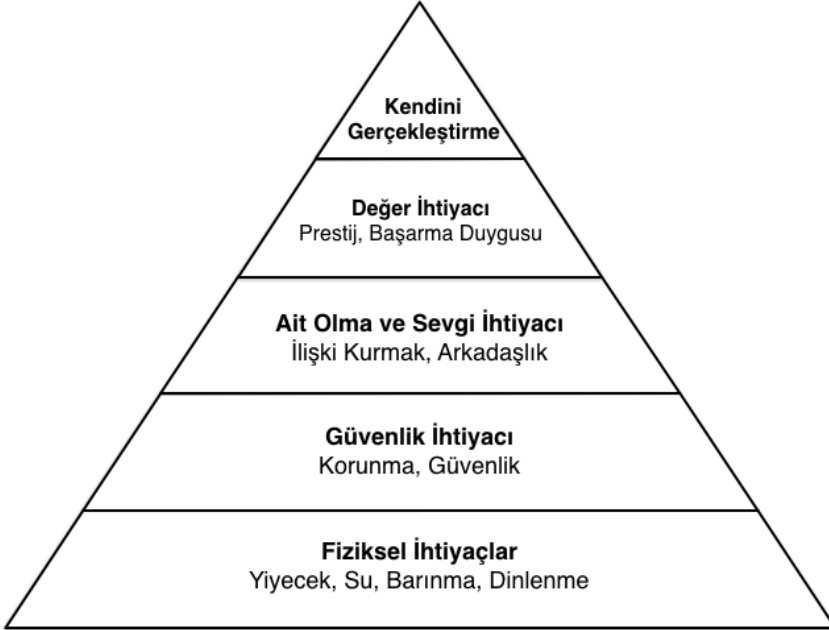 Kendini
Gerçekleştirme
Değer İhtiyacı
Prestij, Başarma Duygusu
Ait Olma ve Sevgi İhtiyacı
İlişki Kurmak, Arkadaşlık
Güvenlik İhtiyacı
Korunma, Güvenlik
Fiziksel İhtiyaçlar
Yiyecek, Su, Barınma, Dinlenme